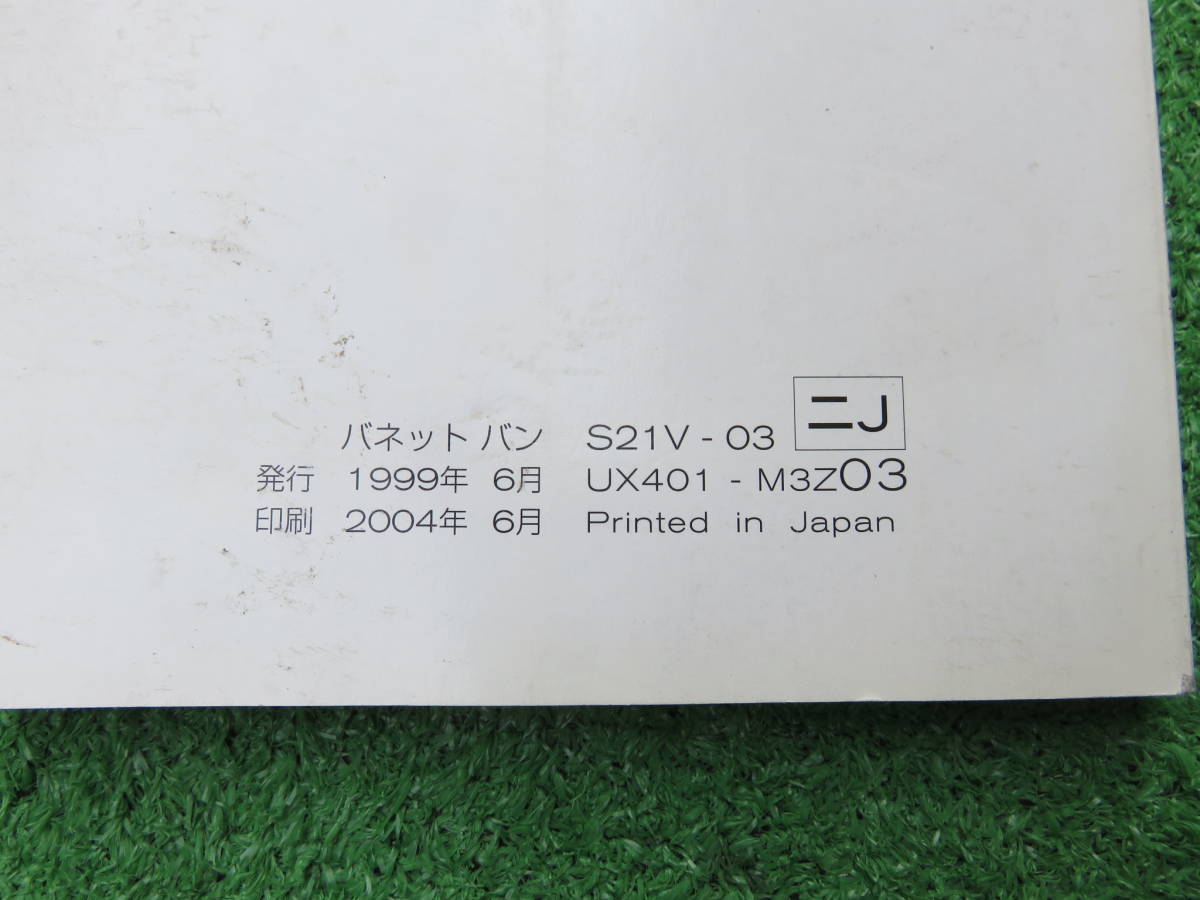 バネット バン S21V - 03 ニJ
発行 1999年 6月 UX401 - M3Z03
印刷 2004年 6月 Printed in Japan